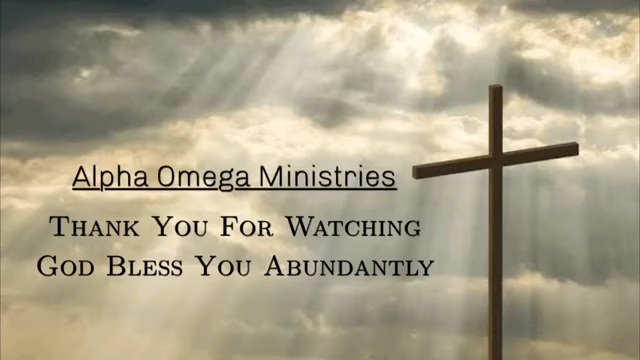 Alpha Omega Ministries
Thank You For Watching
God Bless You Abundantly